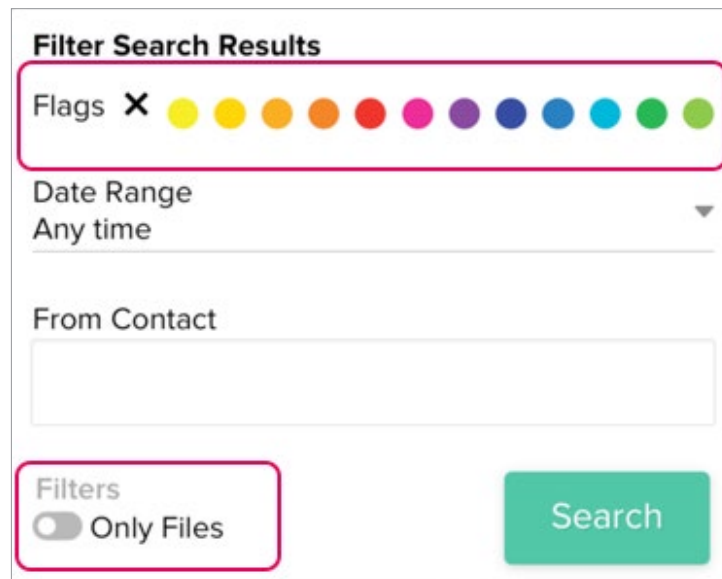 Filter Search Results
Flags
Date Range
Any time
From Contact
Filters
Only Files
Search